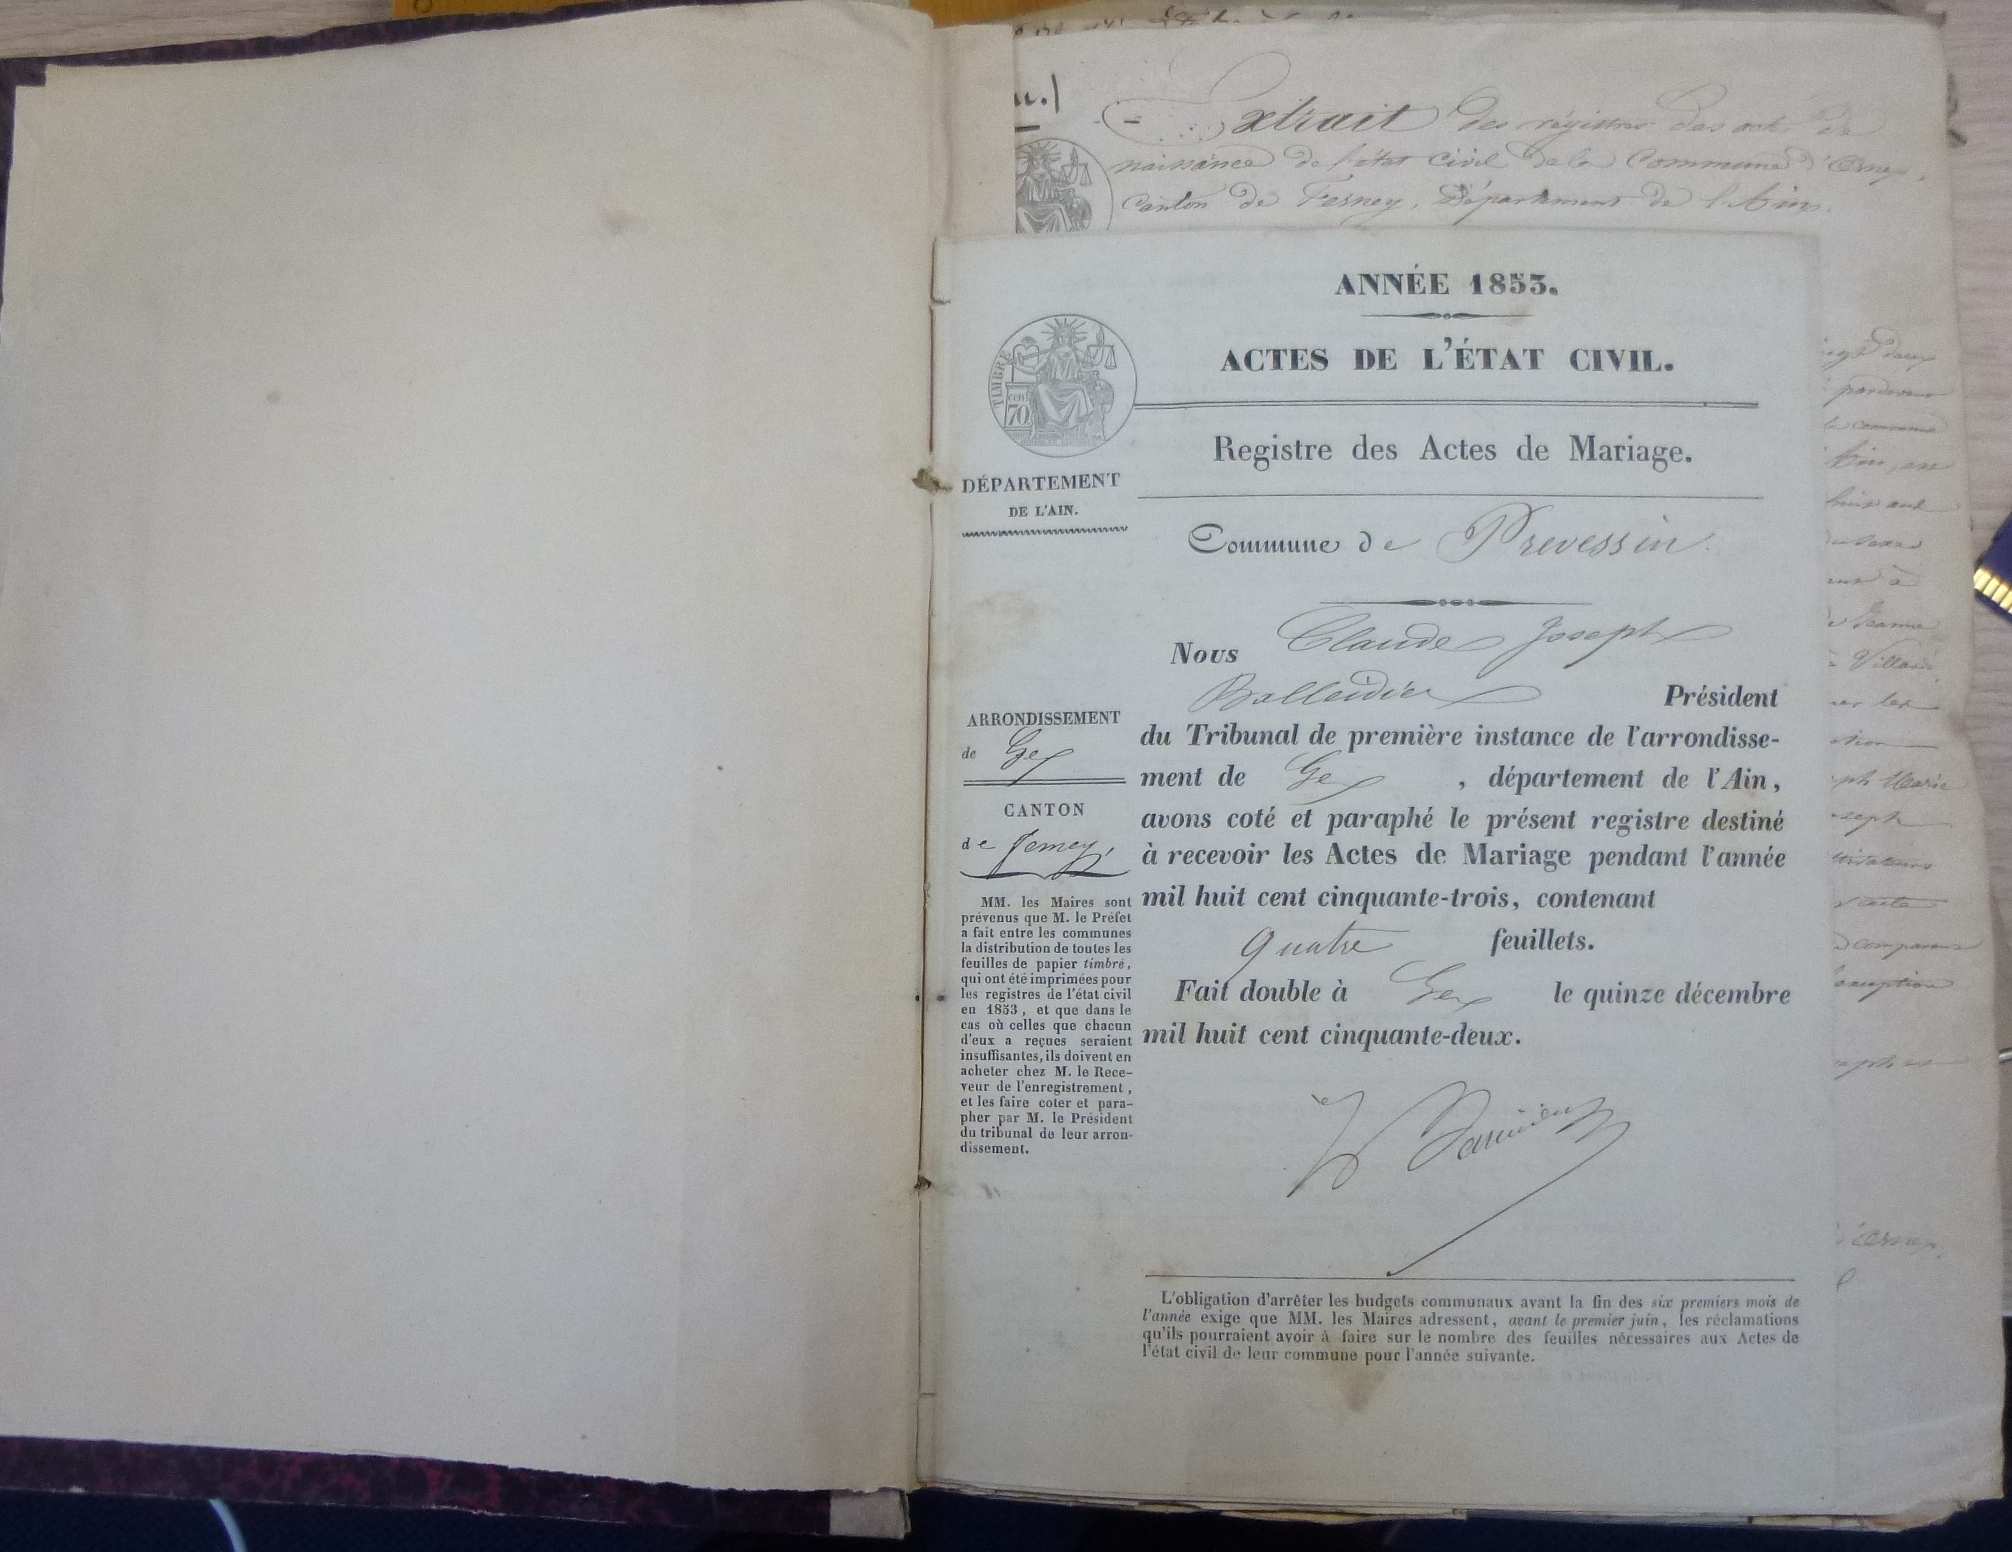 Extrait des régistres des actes de
naissance de l'état civil de la Commune d'Ornex,
Canton de Ferney, Département de l'Ain.
ANNÉE 1853.
ACTES DE L'ÉTAT CIVIL.
TIMBRE
CEN.
70.
Registre des Actes de Mariage.
DÉPARTEMENT
DE L'AIN.
Commune de Prevessin.
Nous Claude Joseph
Balleidier Président
du Tribunal de première instance de l'arrondisse-
ment de Gex, département de l'Ain,
avons coté et paraphé le présent registre destiné
à recevoir les Actes de Mariage pendant l'année
mil huit cent cinquante-trois, contenant
quatre feuillets.
Fait double à Gex le quinze décembre
mil huit cent cinquante-deux.
ARRONDISSEMENT
de Gex
CANTON
de Ferney,
MM. les Maires sont
prévenus que M. le Préfet
a fait entre les communes
la distribution de toutes les
feuilles de papier timbré,
qui ont été imprimées pour
les registres de l'état civil
en 1853, et que dans le
cas où celles que chacun
d'eux a reçues seraient
insuffisantes, ils doivent en
acheter chez M. le Rece-
veur de l'enregistrement,
et les faire coter et para-
pher par M. le Président
du tribunal de leur arron-
dissement.
L'obligation d'arrêter les budgets communaux avant la fin des six premiers mois de
l'année exige que MM. les Maires adressent, avant le premier juin, les réclamations
qu'ils pourraient avoir à faire sur le nombre des feuilles nécessaires aux Actes de
l'état civil de leur commune pour l'année suivante.